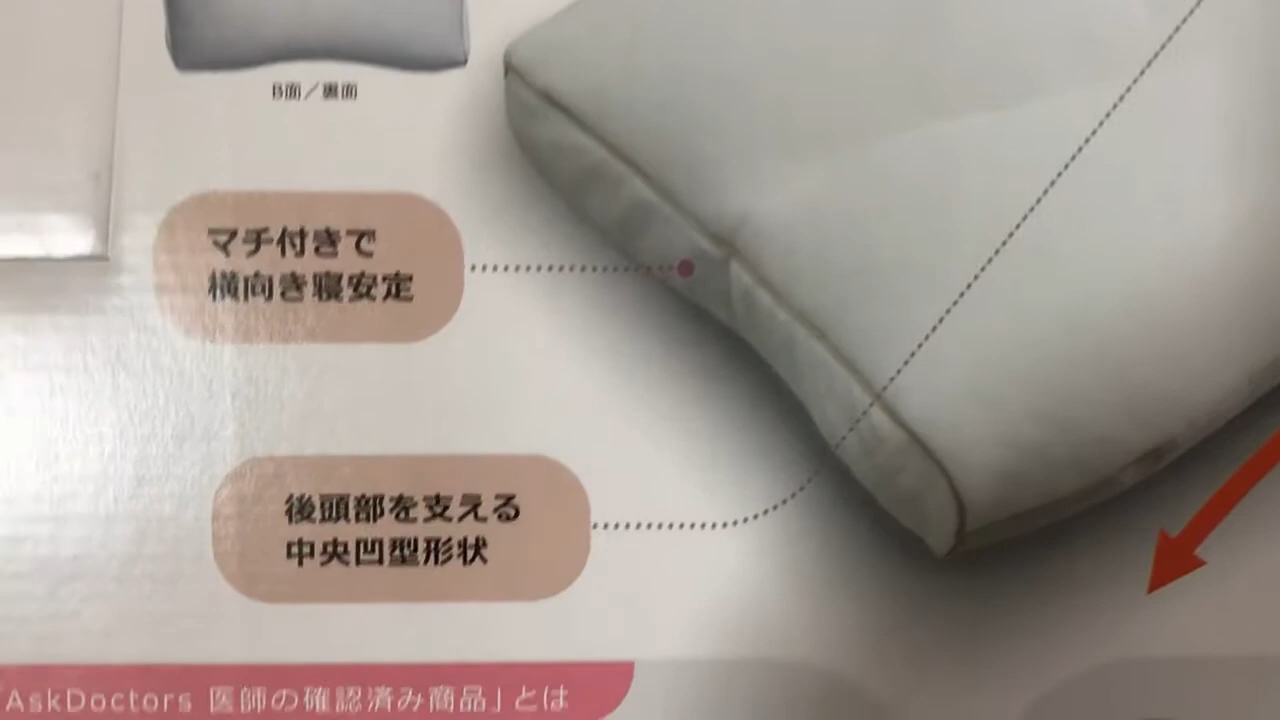 B面／裏面
マチ付きで
横向き寝安定
後頭部を支える
中央凹型形状
AskDoctors 医師の確認済み商品」とは